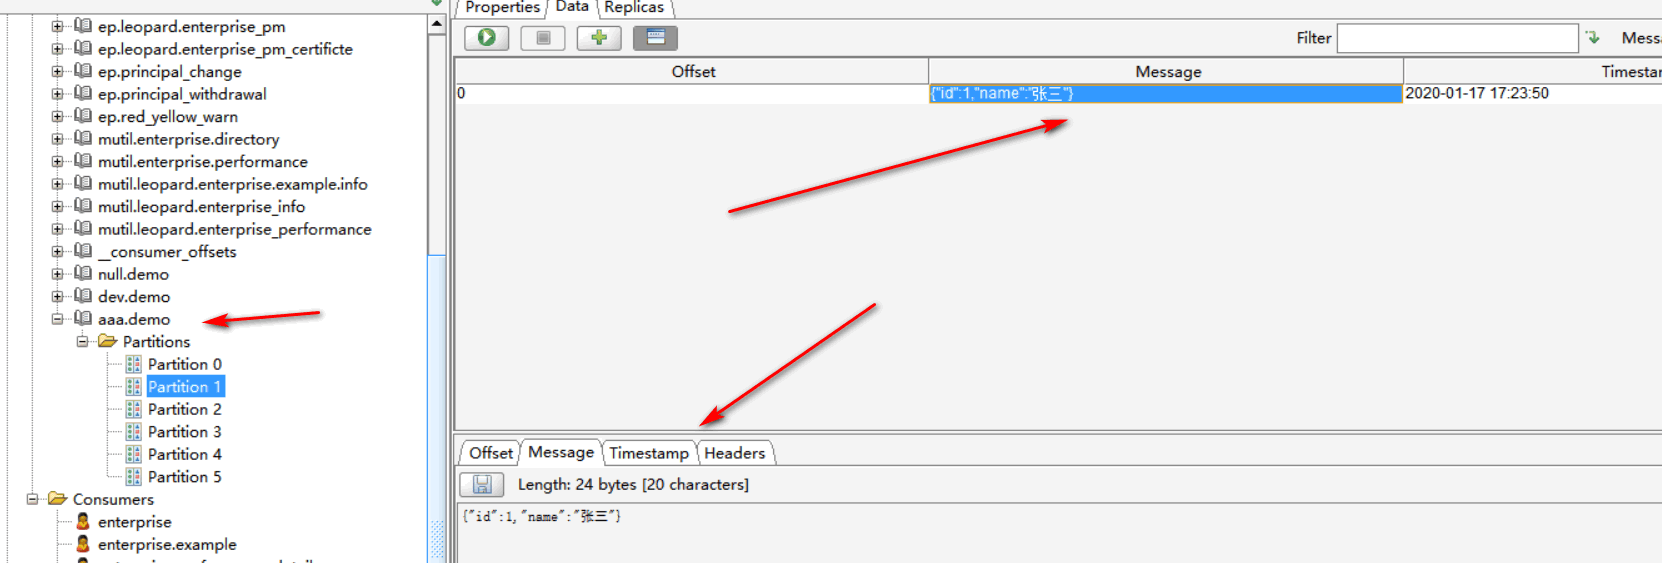 ep.leopard.enterprise_pm
ep.leopard.enterprise_pm_certificte
ep.principal_change
ep.principal_withdrawal
ep.red_yellow_warn
mutil.enterprise.directory
mutil.enterprise.performance
mutil.leopard.enterprise.example.info
mutil.leopard.enterprise_info
mutil.leopard.enterprise_performance
__consumer_offsets
null.demo
dev.demo
aaa.demo
Partitions
Partition 0
Partition 1
Partition 2
Partition 3
Partition 4
Partition 5
Consumers
enterprise
enterprise.example
Properties Data Replicas
Filter
Offset Message
0 {"id":1,"name":"张三"} 2020-01-17 17:23:50
Offset Message Timestamp Headers
Length: 24 bytes [20 characters]
{"id":1,"name":"张三"}